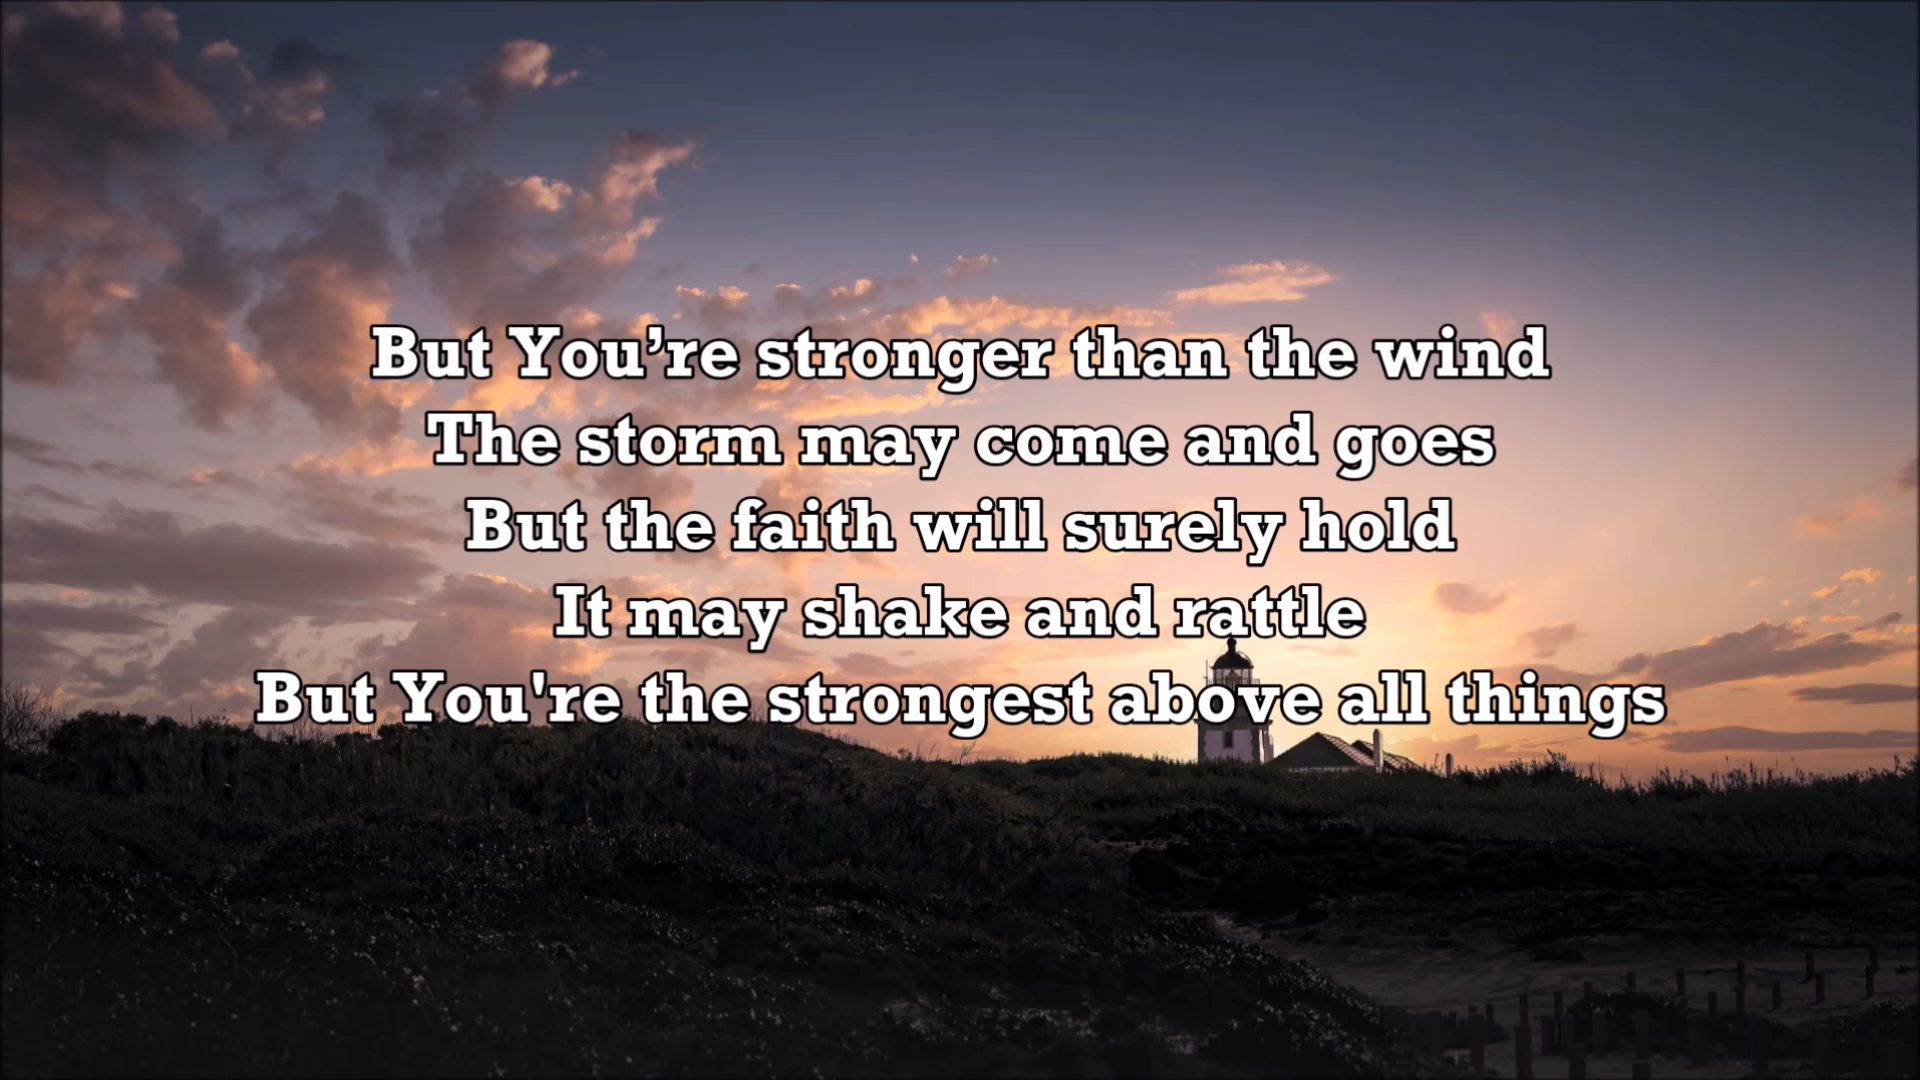 But You’re stronger than the wind
The storm may come and goes
But the faith will surely hold
It may shake and rattle
But You're the strongest above all things